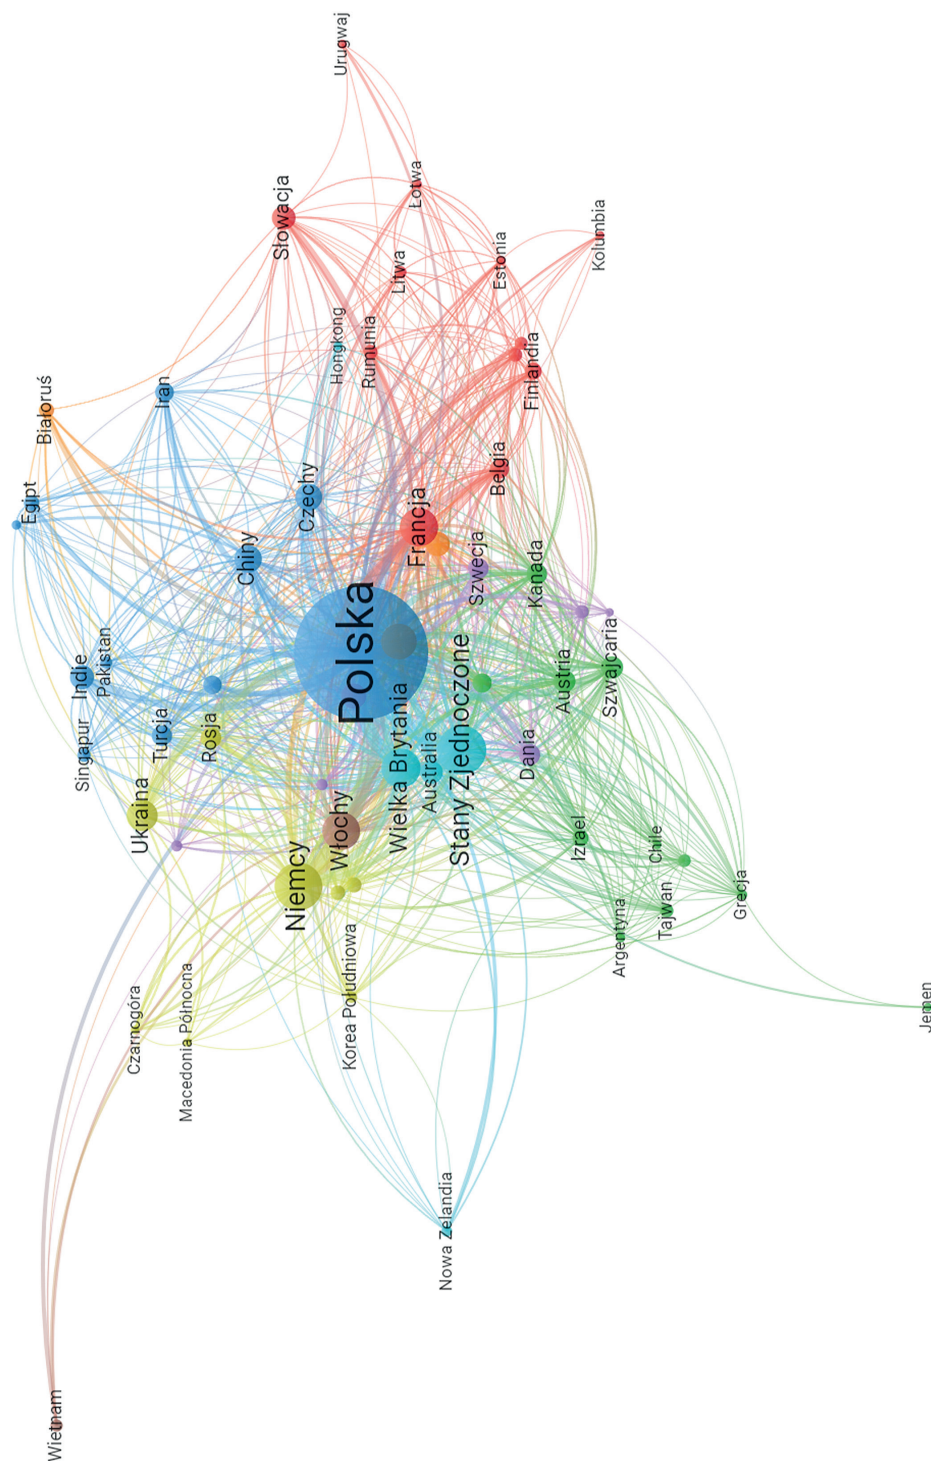 Urugwaj
Łotwa
Słowacja
Kolumbia
Estonia
Litwa
Hongkong
Rumunia
Finlandia
Białoruś
Iran
Belgia
Egipt
Czechy
Francja
Chiny
Szwecja
Kanada
Polska
Pakistan
Indie
Szwajcaria
Austria
Stany Zjednoczone
Wielka Brytania
Australia
Dania
Singapur
Turcja
Rosja
Ukraina
Włochy
Niemcy
Izrael
Chile
Grecja
Tajwan
Argentyna
Korea Południowa
Jemen
Czarnogóra
Macedonia Północna
Nowa Zelandia
Wietnam